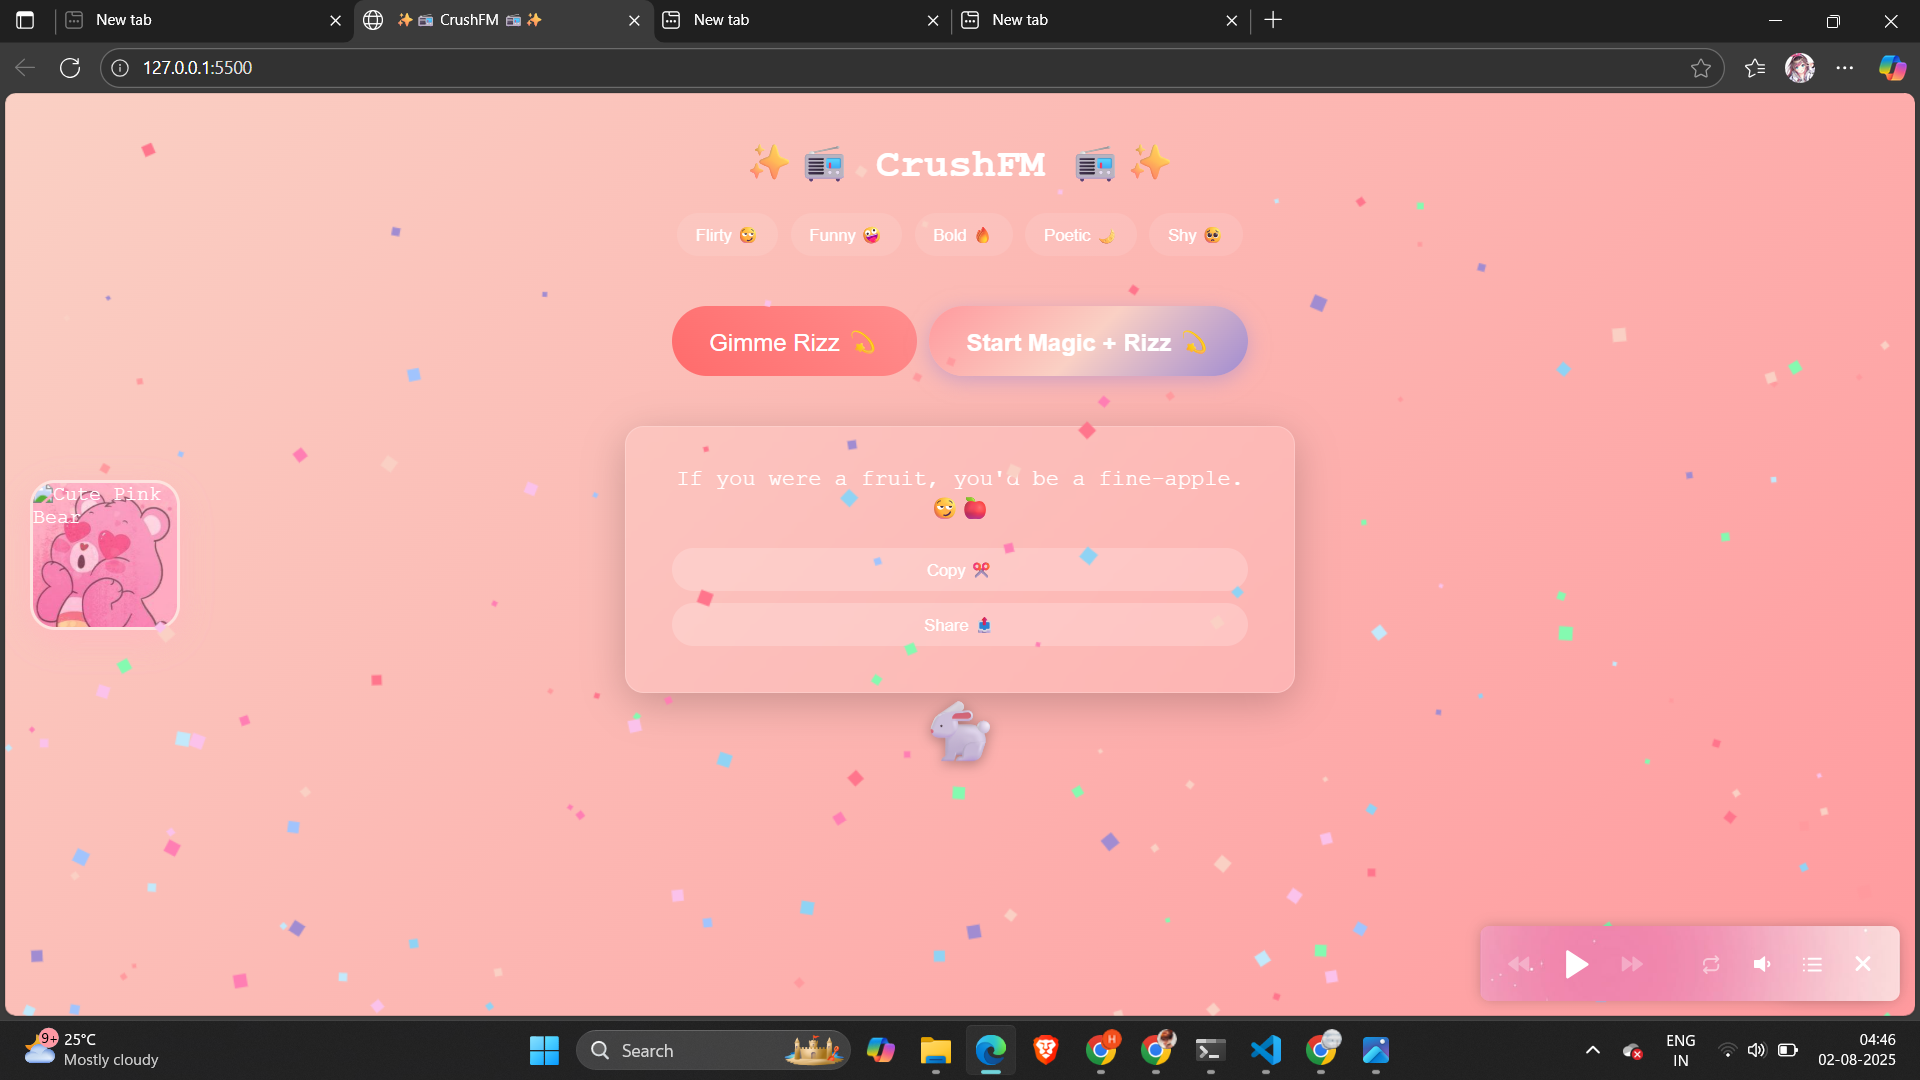 New tab
✨ 📻 CrushFM 📻 ✨
New tab
New tab
127.0.0.1:5500
✨ 📻 CrushFM 📻 ✨
Flirty 😏
Funny 🤪
Bold 🔥
Poetic 🌙
Shy 🥺
Gimme Rizz 💫
Start Magic + Rizz 💫
If you were a fruit, you'd be a fine-apple.
😏 🍎
Copy ✂️
Share 📤
Cute Pink
Bear
9+
25°C
Mostly cloudy
Search
H
ENG
IN
04:46
02-08-2025